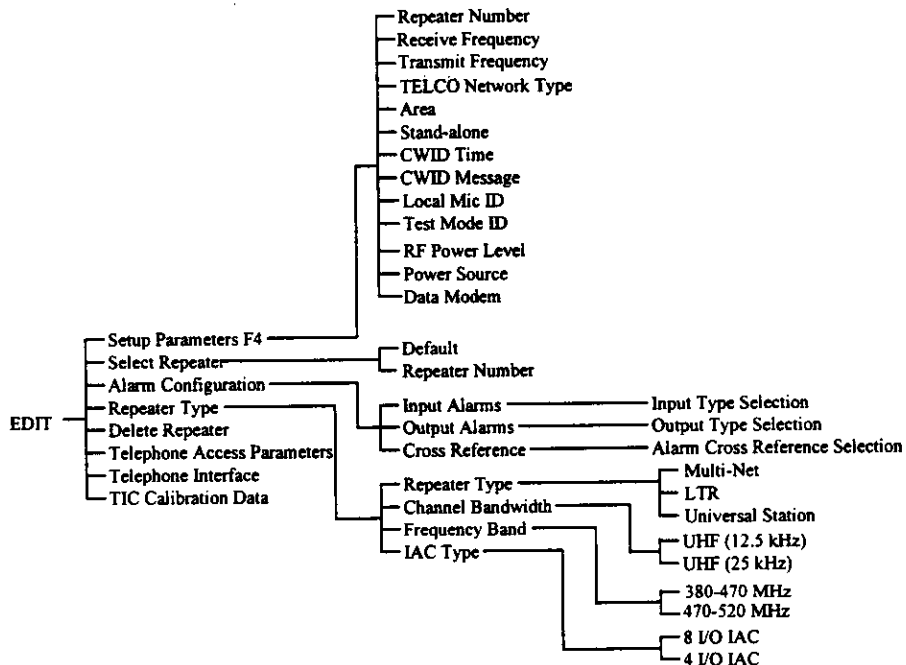 Repeater Number
Receive Frequency
Transmit Frequency
TELCO Network Type
Area
Stand-alone
CWID Time
CWID Message
Local Mic ID
Test Mode ID
RF Power Level
Power Source
Data Modem
EDIT
Setup Parameters F4
Select Repeater
Alarm Configuration
Repeater Type
Delete Repeater
Telephone Access Parameters
Telephone Interface
TIC Calibration Data
Default
Repeater Number
Input Alarms
Output Alarms
Cross Reference
Input Type Selection
Output Type Selection
Alarm Cross Reference Selection
Repeater Type
Channel Bandwidth
Frequency Band
IAC Type
Multi-Net
LTR
Universal Station
UHF (12.5 kHz)
UHF (25 kHz)
380-470 MHz
470-520 MHz
8 I/O IAC
4 I/O IAC